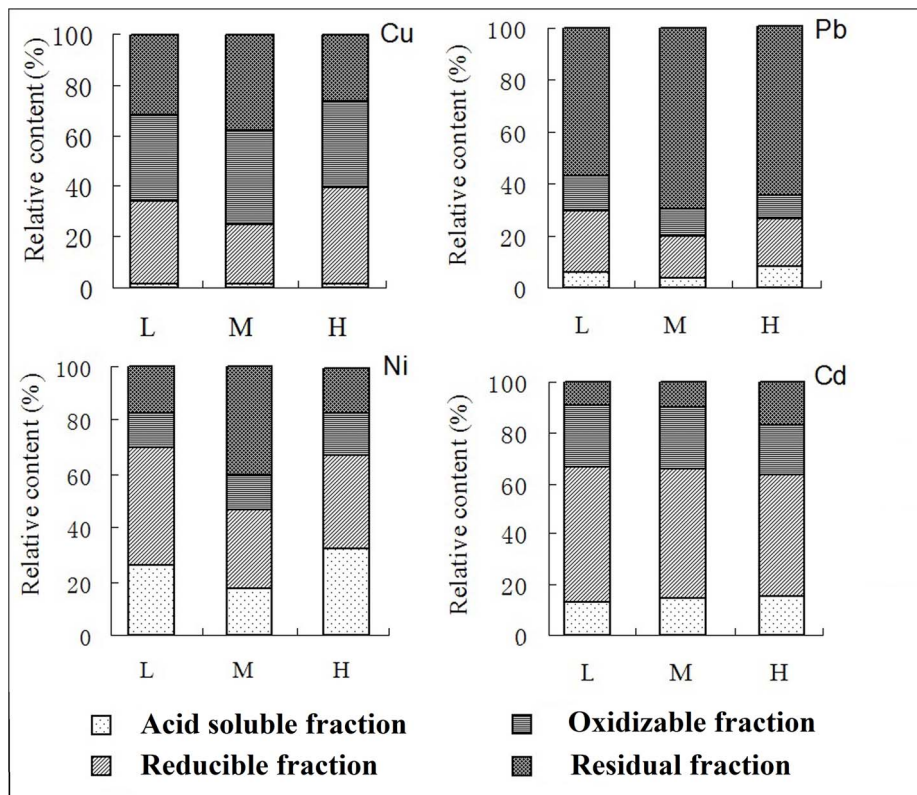 Cu
Relative content (%)
100
80
60
40
20
0
L M H
Pb
Relative content (%)
100
80
60
40
20
0
L M H
Ni
Relative content (%)
100
80
60
40
20
0
L M H
Cd
Relative content (%)
100
80
60
40
20
0
L M H
Acid soluble fraction
Oxidizable fraction
Reducible fraction
Residual fraction